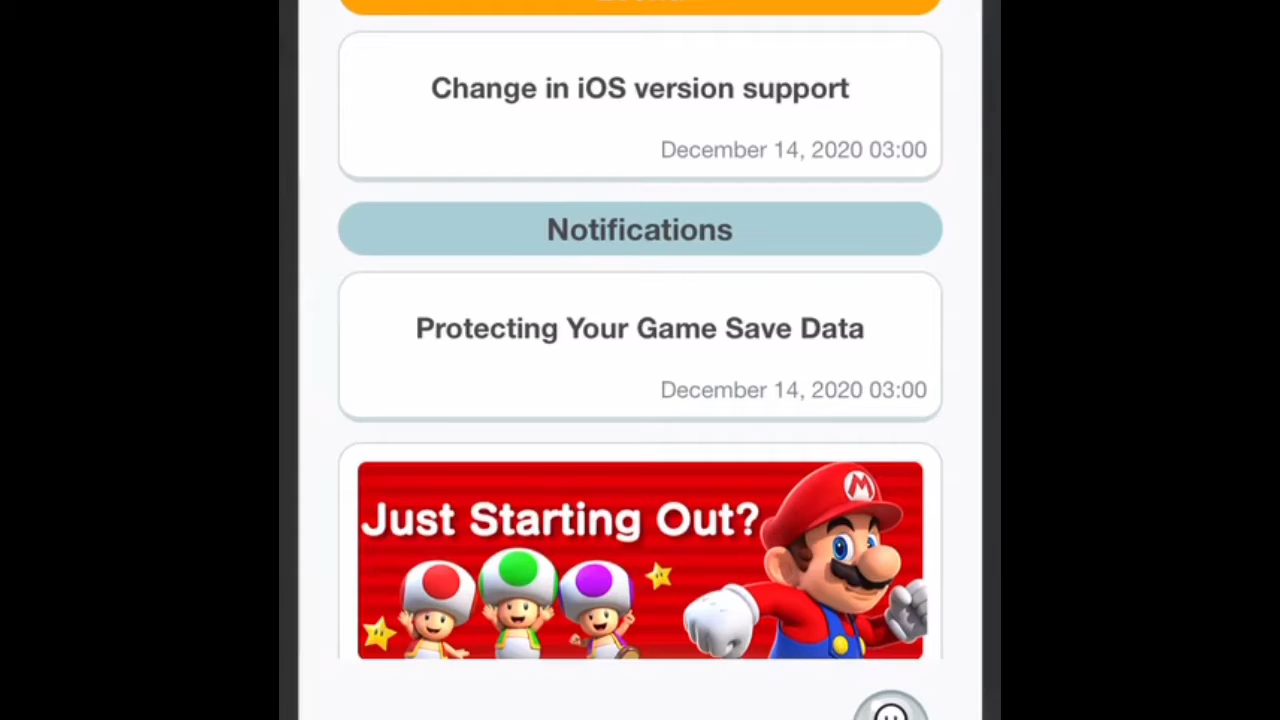 Change in iOS version support
December 14, 2020 03:00
Notifications
Protecting Your Game Save Data
December 14, 2020 03:00
Just Starting Out?
M